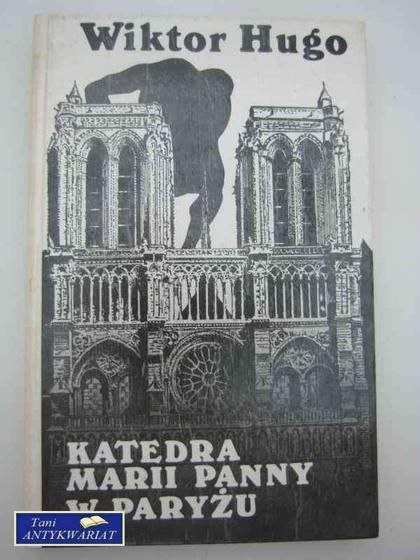 Wiktor Hugo
KATEDRA
MARII PANNY
W PARYŻU
Tani
ANTYKWARIAT